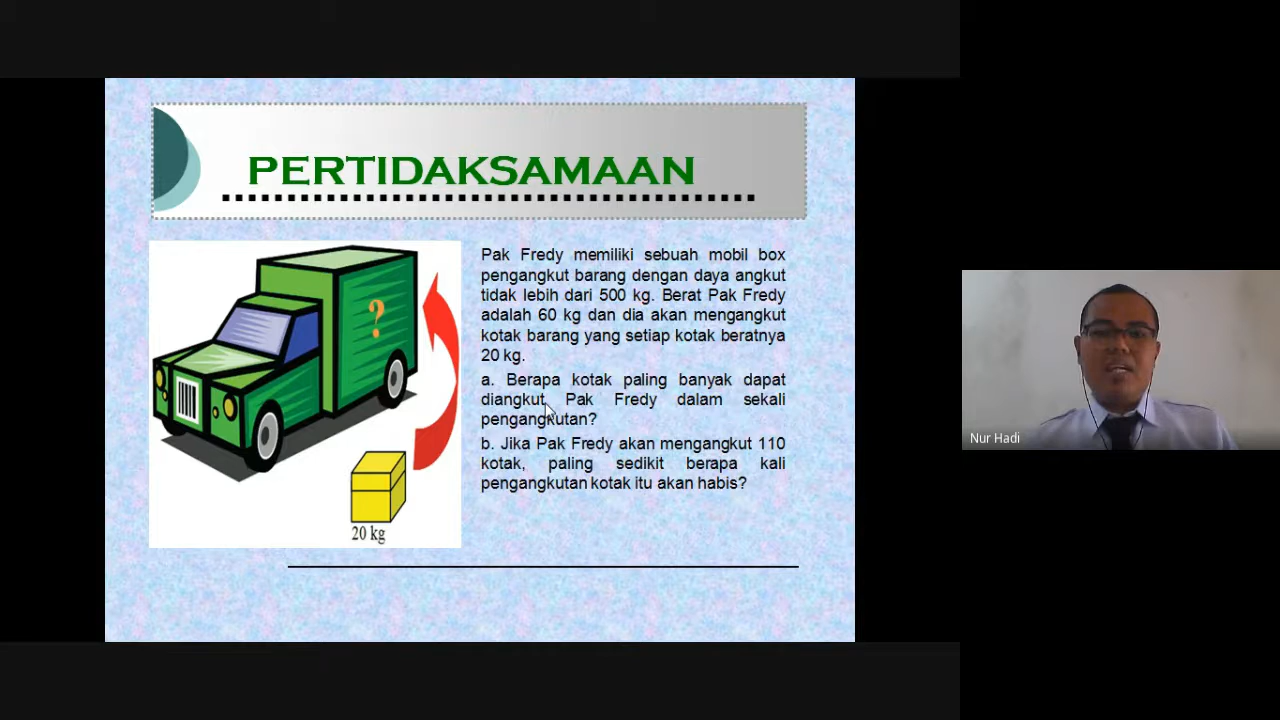 PERTIDAKSAMAAN
?
20 kg
Pak Fredy memiliki sebuah mobil box
pengangkut barang dengan daya angkut
tidak lebih dari 500 kg. Berat Pak Fredy
adalah 60 kg dan dia akan mengangkut
kotak barang yang setiap kotak beratnya
20 kg.
a. Berapa kotak paling banyak dapat
diangkut Pak Fredy dalam sekali
pengangkutan?
b. Jika Pak Fredy akan mengangkut 110
kotak, paling sedikit berapa kali
pengangkutan kotak itu akan habis?
Nur Hadi